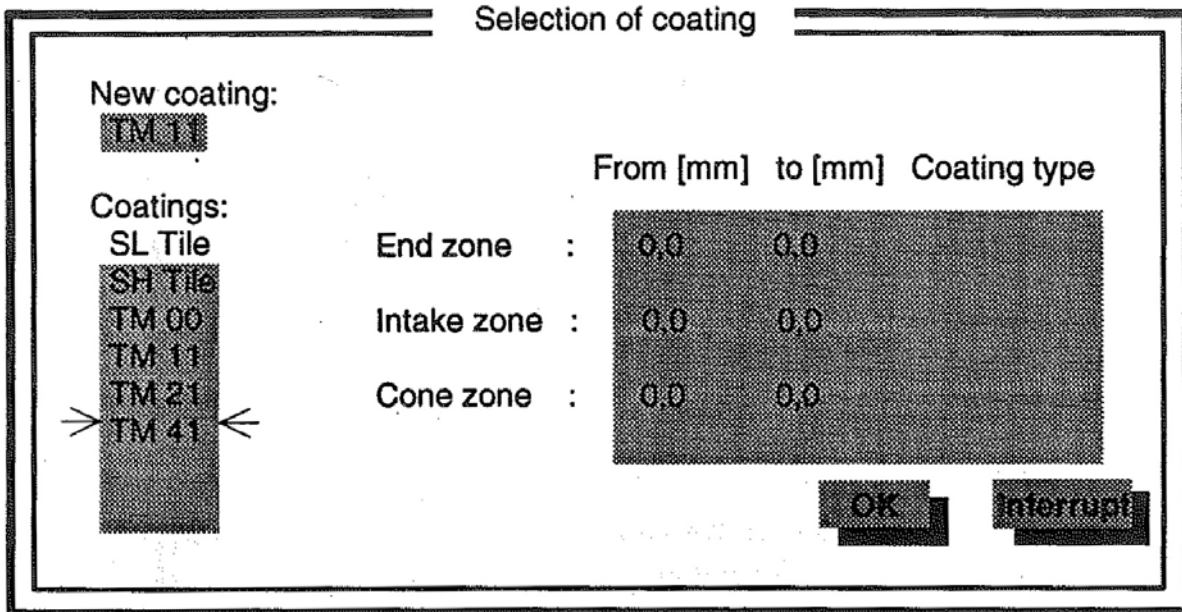 Selection of coating
New coating:
TM 11
From [mm] to [mm] Coating type
Coatings:
SL Tile
SH Tile
TM 00
TM 11
TM 21
TM 41
End zone : 0,0 0,0
Intake zone : 0,0 0,0
Cone zone : 0,0 0,0
OK Interrupt